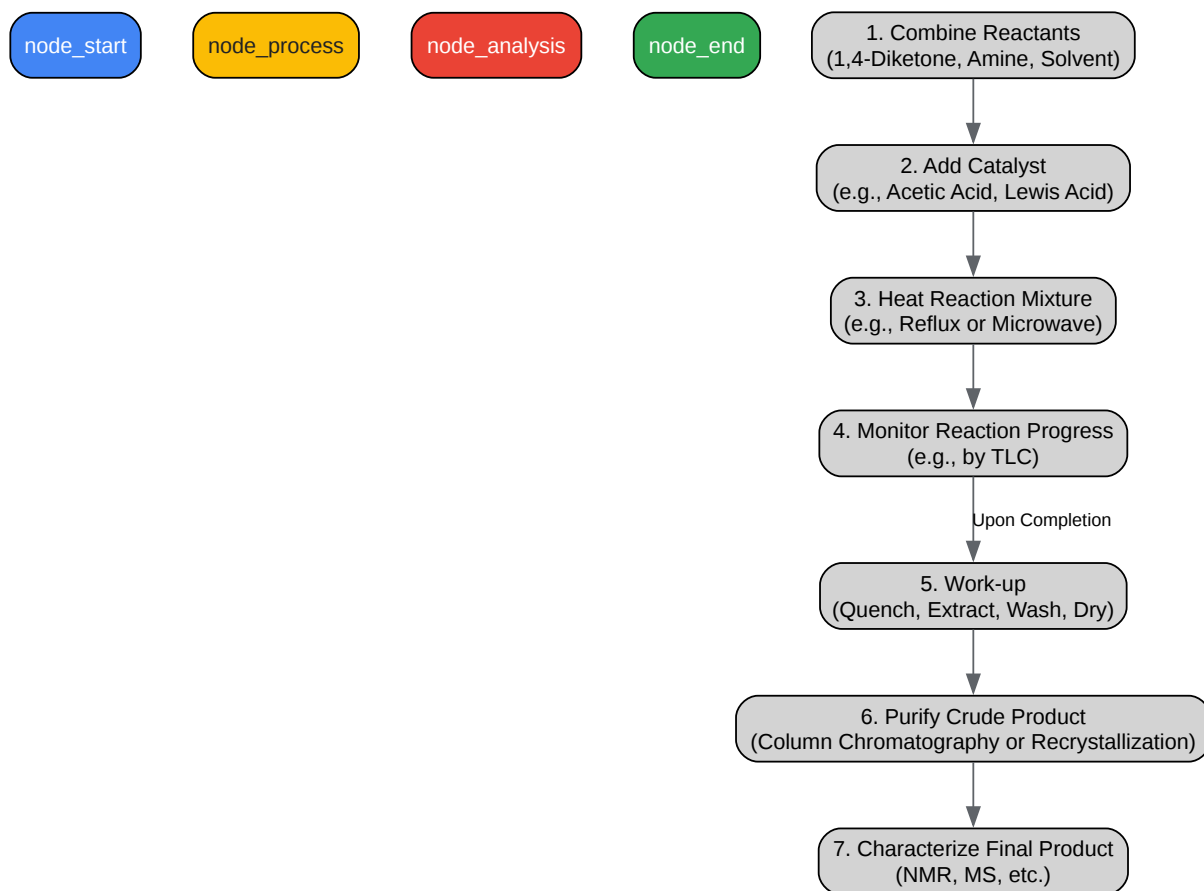 node_start
node_process
node_analysis
node_end
1. Combine Reactants
(1,4-Diketone, Amine, Solvent)
2. Add Catalyst
(e.g., Acetic Acid, Lewis Acid)
3. Heat Reaction Mixture
(e.g., Reflux or Microwave)
4. Monitor Reaction Progress
(e.g., by TLC)
Upon Completion
5. Work-up
(Quench, Extract, Wash, Dry)
6. Purify Crude Product
(Column Chromatography or Recrystallization)
7. Characterize Final Product
(NMR, MS, etc.)